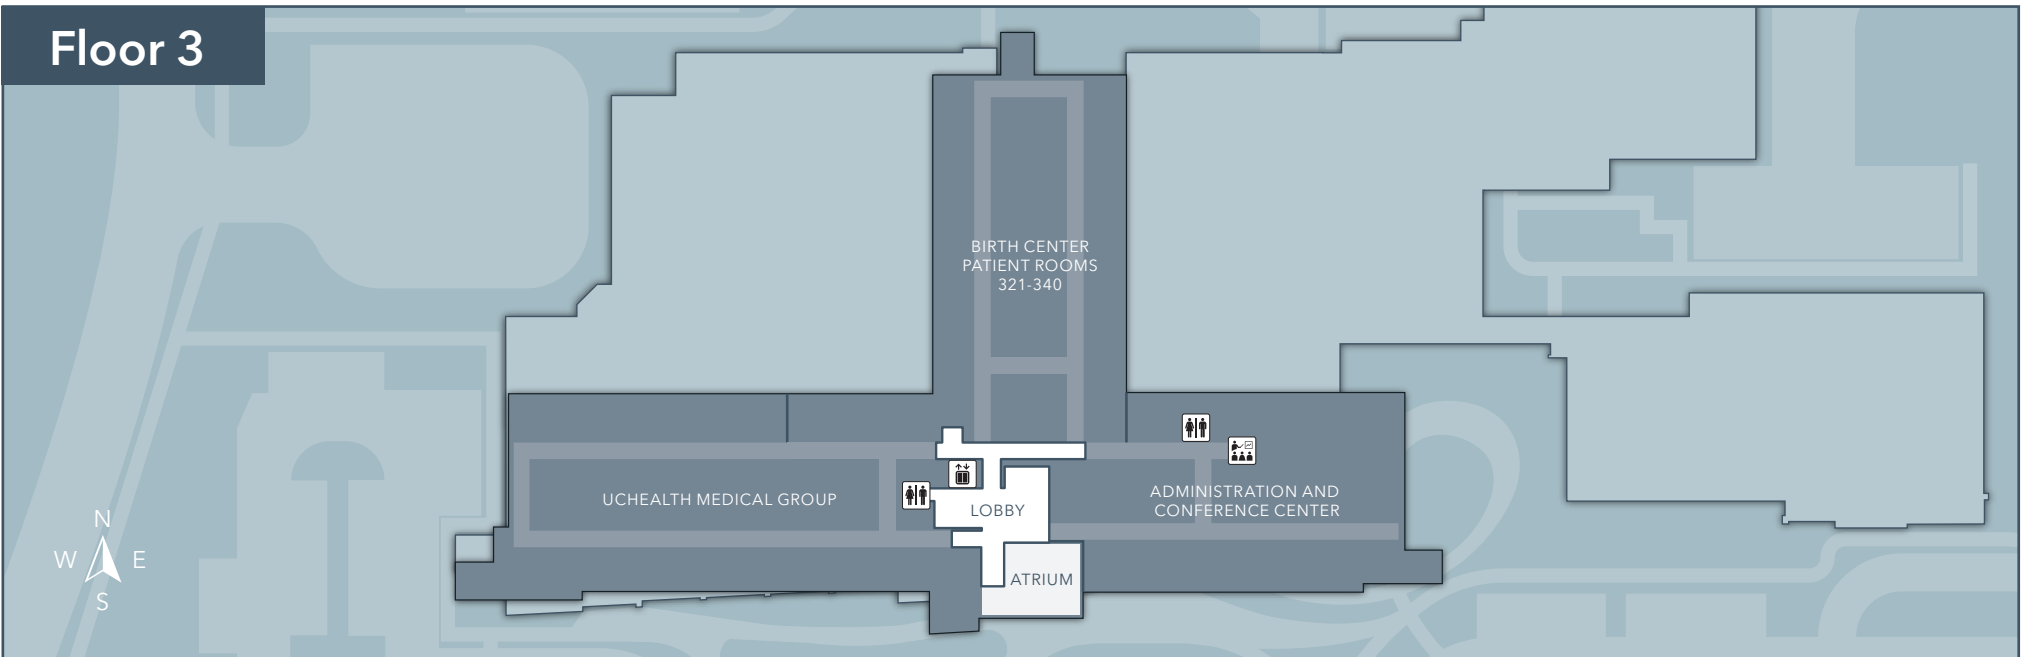 Floor 3
BIRTH CENTER
PATIENT ROOMS
321-340
UCHEALTH MEDICAL GROUP
LOBBY
ADMINISTRATION AND
CONFERENCE CENTER
ATRIUM
N
W E
S